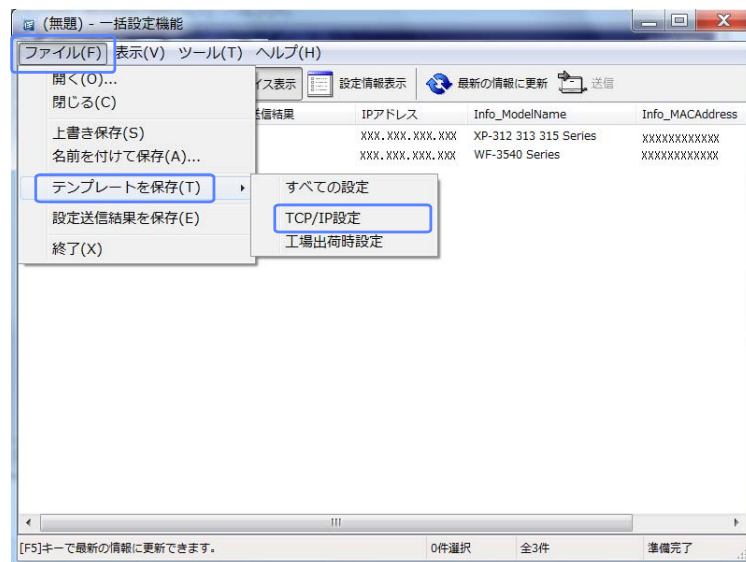 (無題) - 一括設定機能
ファイル(F) 表示(V) ツール(T) ヘルプ(H)
開く(O)...
イス表示 設定情報表示 最新の情報に更新 送信
閉じる(C)
信結果 IPアドレス Info_ModelName Info_MACAddress
上書き保存(S) XXX.XXX.XXX.XXX XP-312 313 315 Series XXXXXXXXXXXX
名前を付けて保存(A)... XXX.XXX.XXX.XXX WF-3540 Series XXXXXXXXXXXX
テンプレートを保存(T) すべての設定
設定送信結果を保存(E) TCP/IP設定
工場出荷時設定
終了(X)
[F5]キーで最新の情報に更新できます。 0件選択 全3件 準備完了